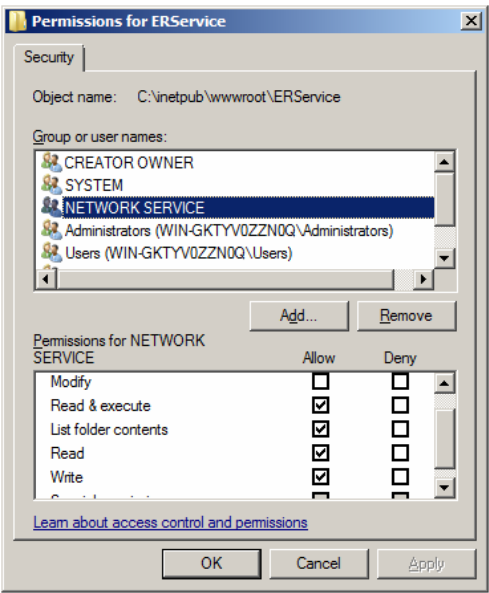 Permissions for ERService
Security
Object name: C:\inetpub\wwwroot\ERService
Group or user names:
CREATOR OWNER
SYSTEM
NETWORK SERVICE
Administrators (WIN-GKTYV0ZZN0Q\Administrators)
Users (WIN-GKTYV0ZZN0Q\Users)
Add... Remove
Permissions for NETWORK
SERVICE Allow Deny
Modify
Read & execute
List folder contents
Read
Write
Learn about access control and permissions
OK Cancel Apply